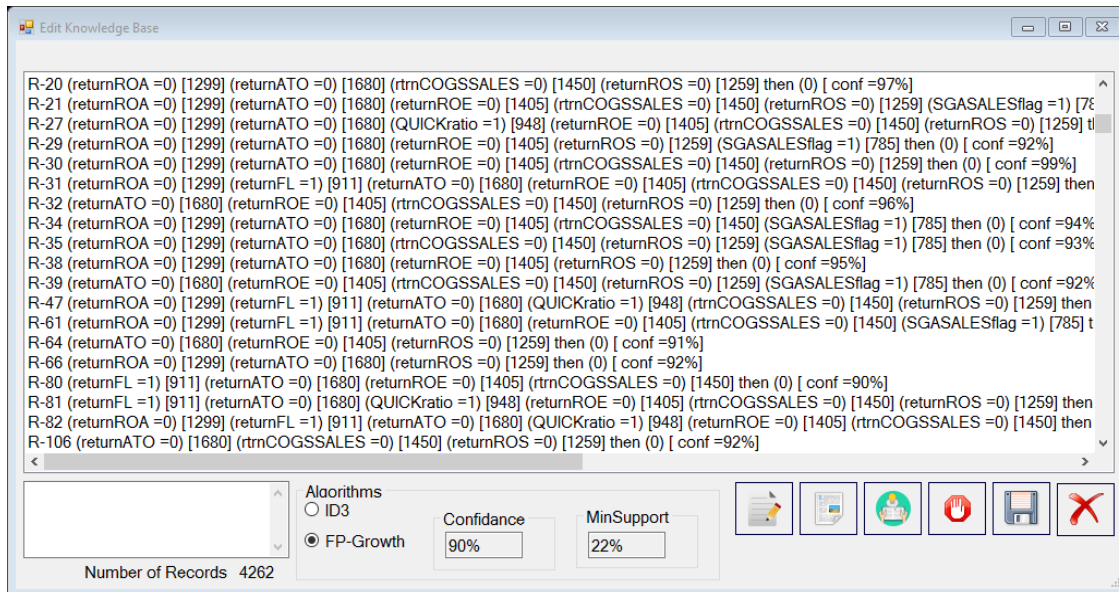 Edit Knowledge Base
R-20 (returnROA =0) [1299] (returnATO =0) [1680] (rtrnCOGSSALES =0) [1450] (returnROS =0) [1259] then (0) [ conf =97%]
R-21 (returnROA =0) [1299] (returnATO =0) [1680] (returnROE =0) [1405] (rtrnCOGSSALES =0) [1450] (returnROS =0) [1259] (SGASALESflag =1) [78
R-27 (returnROA =0) [1299] (returnATO =0) [1680] (QUICKratio =1) [948] (returnROE =0) [1405] (rtrnCOGSSALES =0) [1450] (returnROS =0) [1259] tl
R-29 (returnROA =0) [1299] (returnATO =0) [1680] (returnROE =0) [1405] (returnROS =0) [1259] (SGASALESflag =1) [785] then (0) [ conf =92%]
R-30 (returnROA =0) [1299] (returnATO =0) [1680] (returnROE =0) [1405] (rtrnCOGSSALES =0) [1450] (returnROS =0) [1259] then (0) [ conf =99%]
R-31 (returnROA =0) [1299] (returnFL =1) [911] (returnATO =0) [1680] (returnROE =0) [1405] (rtrnCOGSSALES =0) [1450] (returnROS =0) [1259] then
R-32 (returnATO =0) [1680] (returnROE =0) [1405] (rtrnCOGSSALES =0) [1450] (returnROS =0) [1259] then (0) [ conf =96%]
R-34 (returnROA =0) [1299] (returnATO =0) [1680] (returnROE =0) [1405] (rtrnCOGSSALES =0) [1450] (SGASALESflag =1) [785] then (0) [ conf =94%
R-35 (returnROA =0) [1299] (returnATO =0) [1680] (rtrnCOGSSALES =0) [1450] (returnROS =0) [1259] (SGASALESflag =1) [785] then (0) [ conf =93%
R-38 (returnROA =0) [1299] (returnATO =0) [1680] (returnROE =0) [1405] (returnROS =0) [1259] then (0) [ conf =95%]
R-39 (returnATO =0) [1680] (returnROE =0) [1405] (rtrnCOGSSALES =0) [1450] (returnROS =0) [1259] (SGASALESflag =1) [785] then (0) [ conf =92%
R-47 (returnROA =0) [1299] (returnFL =1) [911] (returnATO =0) [1680] (QUICKratio =1) [948] (rtrnCOGSSALES =0) [1450] (returnROS =0) [1259] then
R-61 (returnROA =0) [1299] (returnFL =1) [911] (returnATO =0) [1680] (returnROE =0) [1405] (rtrnCOGSSALES =0) [1450] (SGASALESflag =1) [785] t
R-64 (returnATO =0) [1680] (returnROE =0) [1405] (returnROS =0) [1259] then (0) [ conf =91%]
R-66 (returnROA =0) [1299] (returnATO =0) [1680] (returnROS =0) [1259] then (0) [ conf =92%]
R-80 (returnFL =1) [911] (returnATO =0) [1680] (returnROE =0) [1405] (rtrnCOGSSALES =0) [1450] then (0) [ conf =90%]
R-81 (returnFL =1) [911] (returnATO =0) [1680] (QUICKratio =1) [948] (returnROE =0) [1405] (rtrnCOGSSALES =0) [1450] (returnROS =0) [1259] then
R-82 (returnROA =0) [1299] (returnFL =1) [911] (returnATO =0) [1680] (QUICKratio =1) [948] (returnROE =0) [1405] (rtrnCOGSSALES =0) [1450] then
R-106 (returnATO =0) [1680] (rtrnCOGSSALES =0) [1450] (returnROS =0) [1259] then (0) [ conf =92%]
Algorithms
ID3
FP-Growth
Confidance
90%
MinSupport
22%
Number of Records 4262